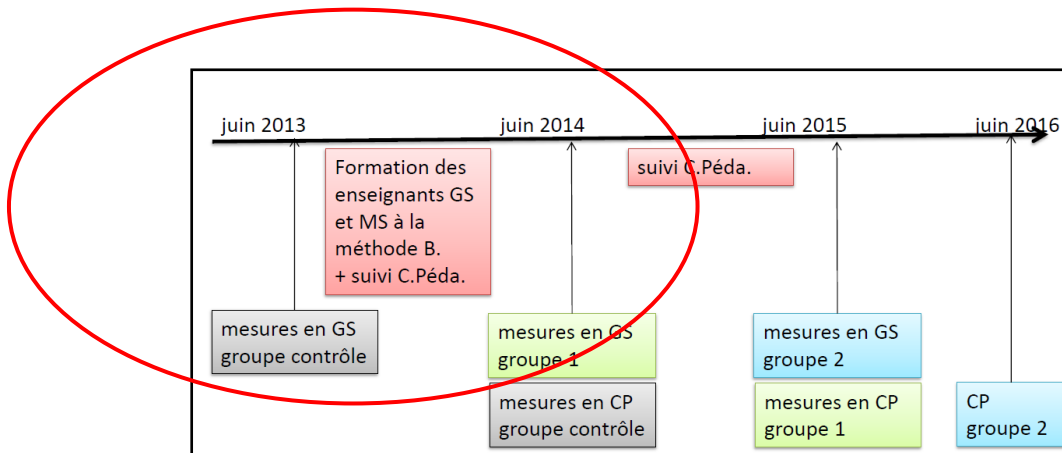 juin 2013
juin 2014
juin 2015
juin 2016
Formation des
enseignants GS
et MS à la
méthode B.
+ suivi C.Péda.
suivi C.Péda.
mesures en GS
groupe contrôle
mesures en GS
groupe 1
mesures en CP
groupe contrôle
mesures en GS
groupe 2
mesures en CP
groupe 1
CP
groupe 2